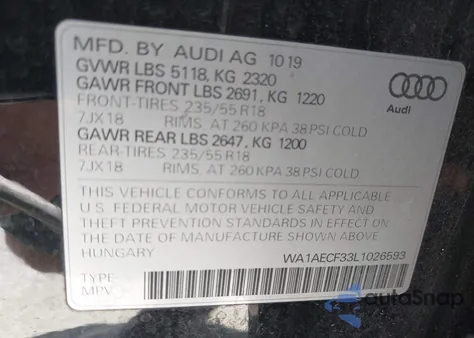 MFD. BY AUDI AG 10 19
GVWR LBS 5118, KG 2320
GAWR FRONT LBS 2691, KG 1220
FRONT-TIRES 235/55 R18
7JX18 RIMS, AT 260 KPA 38 PSI COLD
GAWR REAR LBS 2647, KG 1200
REAR-TIRES 235/55 R18
7JX18 RIMS, AT 260 KPA 38 PSI COLD
Audi
THIS VEHICLE CONFORMS TO ALL APPLICABLE
U.S. FEDERAL MOTOR VEHICLE SAFETY AND
THEFT PREVENTION STANDARDS IN EFFECT ON
THE DATE OF MANUFACTURE SHOWN ABOVE
HUNGARY
WA1AECF33L1026593
TYPE
MPV
autoSnap